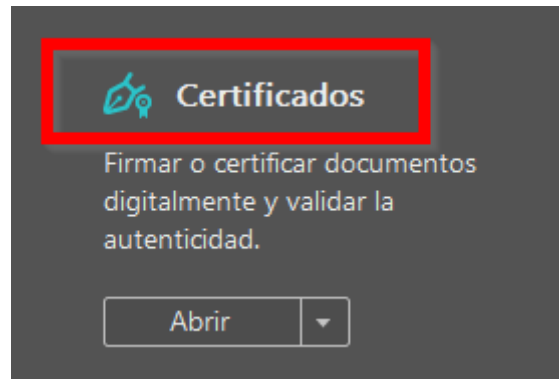 Certificados
Firmar o certificar documentos
digitalmente y validar la
autenticidad.
Abrir